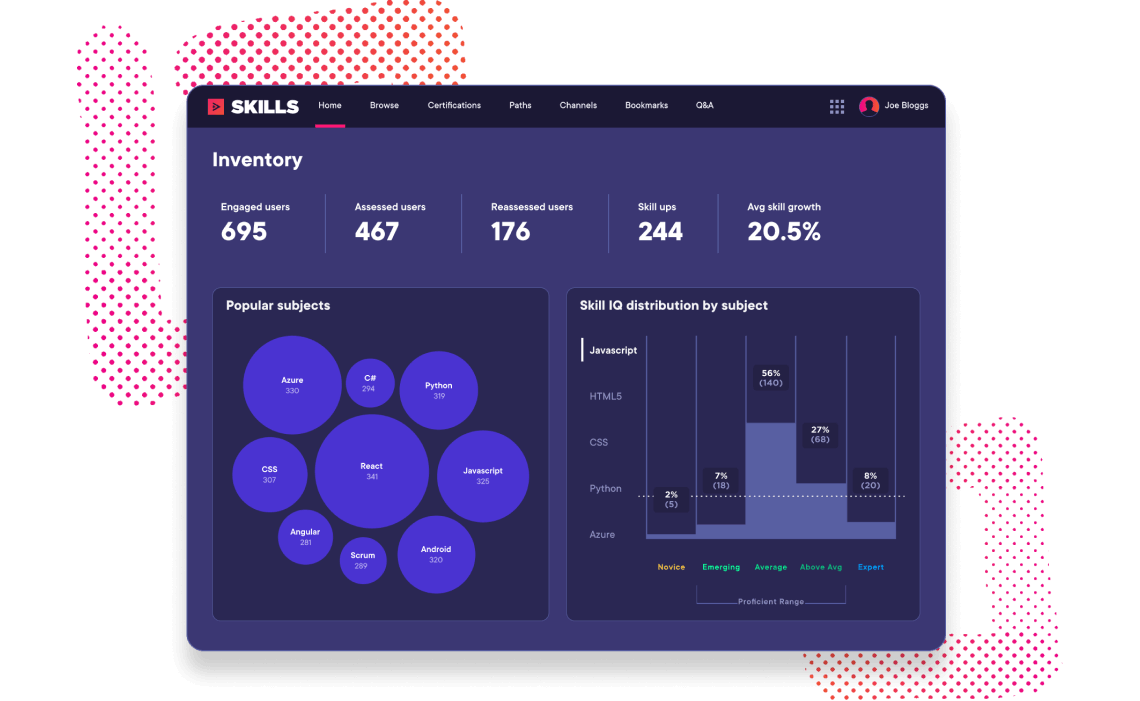 SKILLS Home Browse Certifications Paths Channels Bookmarks Q&A Joe Bloggs
Inventory
Engaged users Assessed users Reassessed users Skill ups Avg skill growth
695 467 176 244 20.5%
Popular subjects
Azure
330
C#
294
Python
319
CSS
307
React
341
Javascript
325
Angular
281
Scrum
289
Android
320
Skill IQ distribution by subject
Javascript
HTML5
CSS
Python
Azure
2%
(5)
7%
(18)
56%
(140)
27%
(68)
8%
(20)
Novice Emerging Average Above Avg Expert
Proficient Range